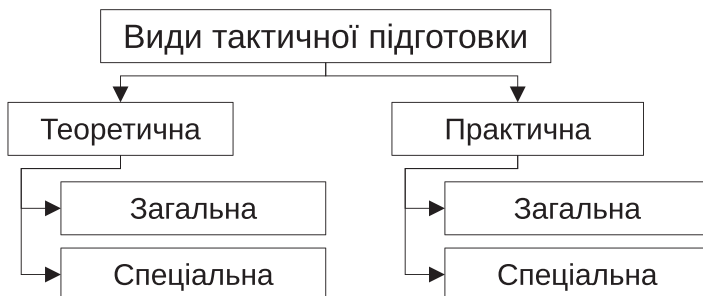 Види тактичної підготовки
Теоретична
Практична
Загальна
Загальна
Спеціальна
Спеціальна